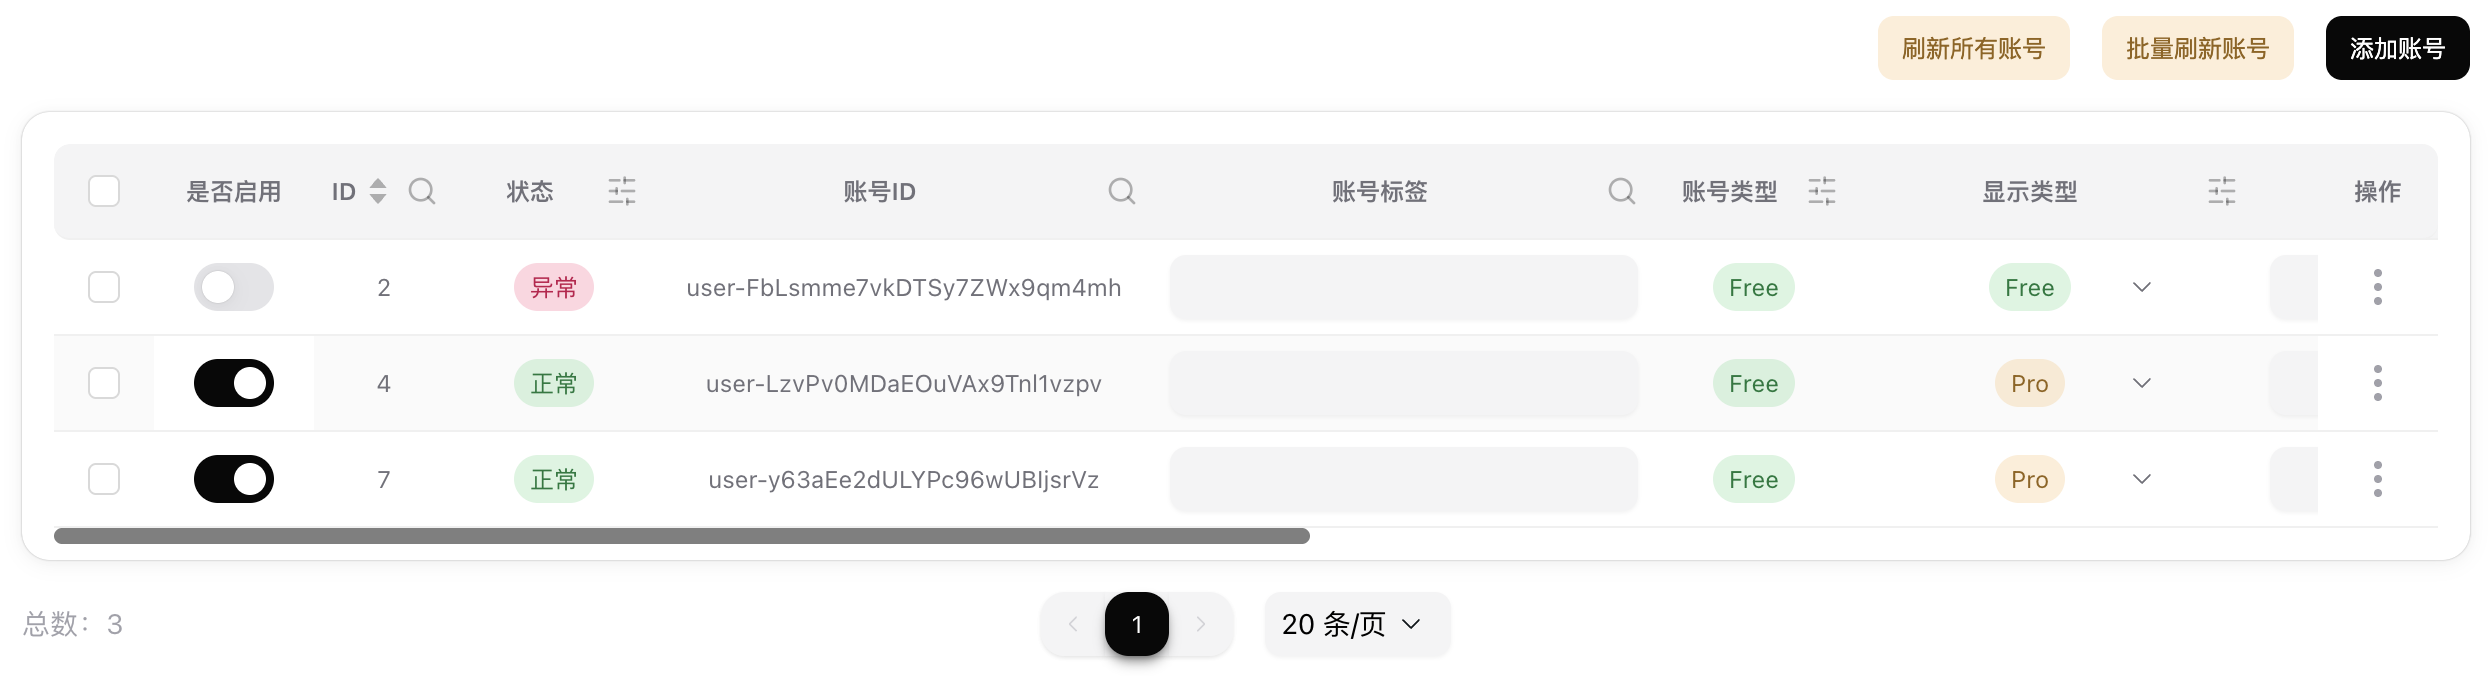 刷新所有账号 批量刷新账号 添加账号
是否启用 ID 状态 账号ID 账号标签 账号类型 显示类型 操作
2 异常 user-FbLsmme7vkDTSy7ZWx9qm4mh Free Free
4 正常 user-LzvPv0MDaEOuVAx9Tnl1vzpv Free Pro
7 正常 user-y63aEe2dULYPc96wUBIjsrVz Free Pro
总数：3 1 20 条/页